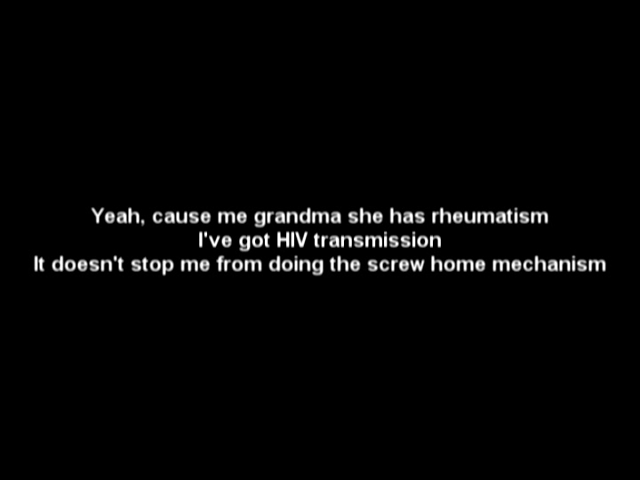 Yeah, cause me grandma she has rheumatism
I've got HIV transmission
It doesn't stop me from doing the screw home mechanism